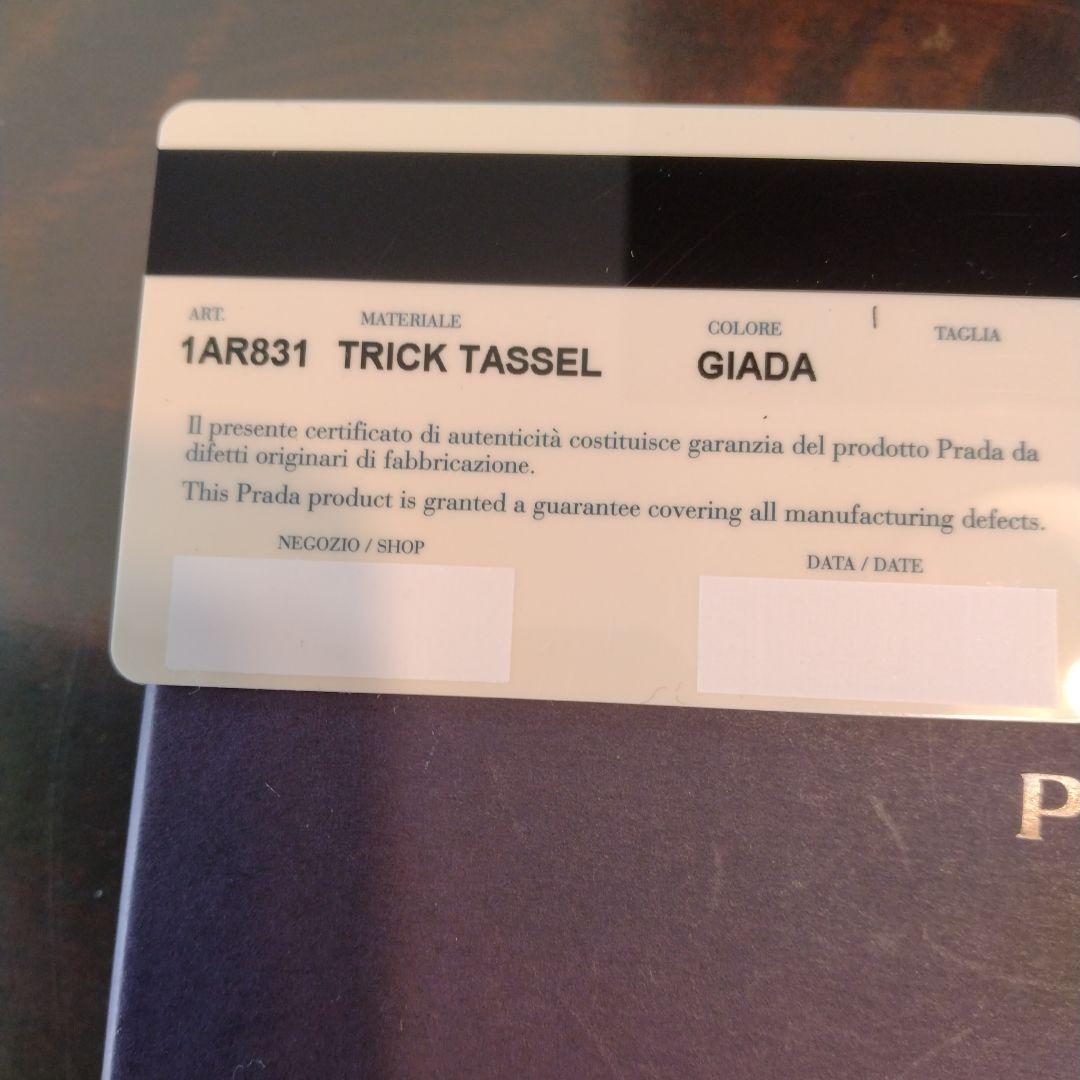 ART. MATERIALE COLORE TAGLIA
1AR831 TRICK TASSEL GIADA
Il presente certificato di autenticità costituisce garanzia del prodotto Prada da
difetti originari di fabbricazione.
This Prada product is granted a guarantee covering all manufacturing defects.
NEGOZIO / SHOP DATA / DATE
P